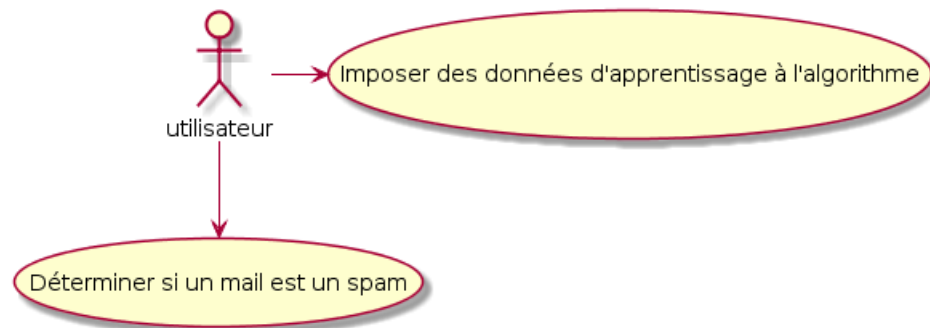 Imposer des données d'apprentissage à l'algorithme
utilisateur
Déterminer si un mail est un spam